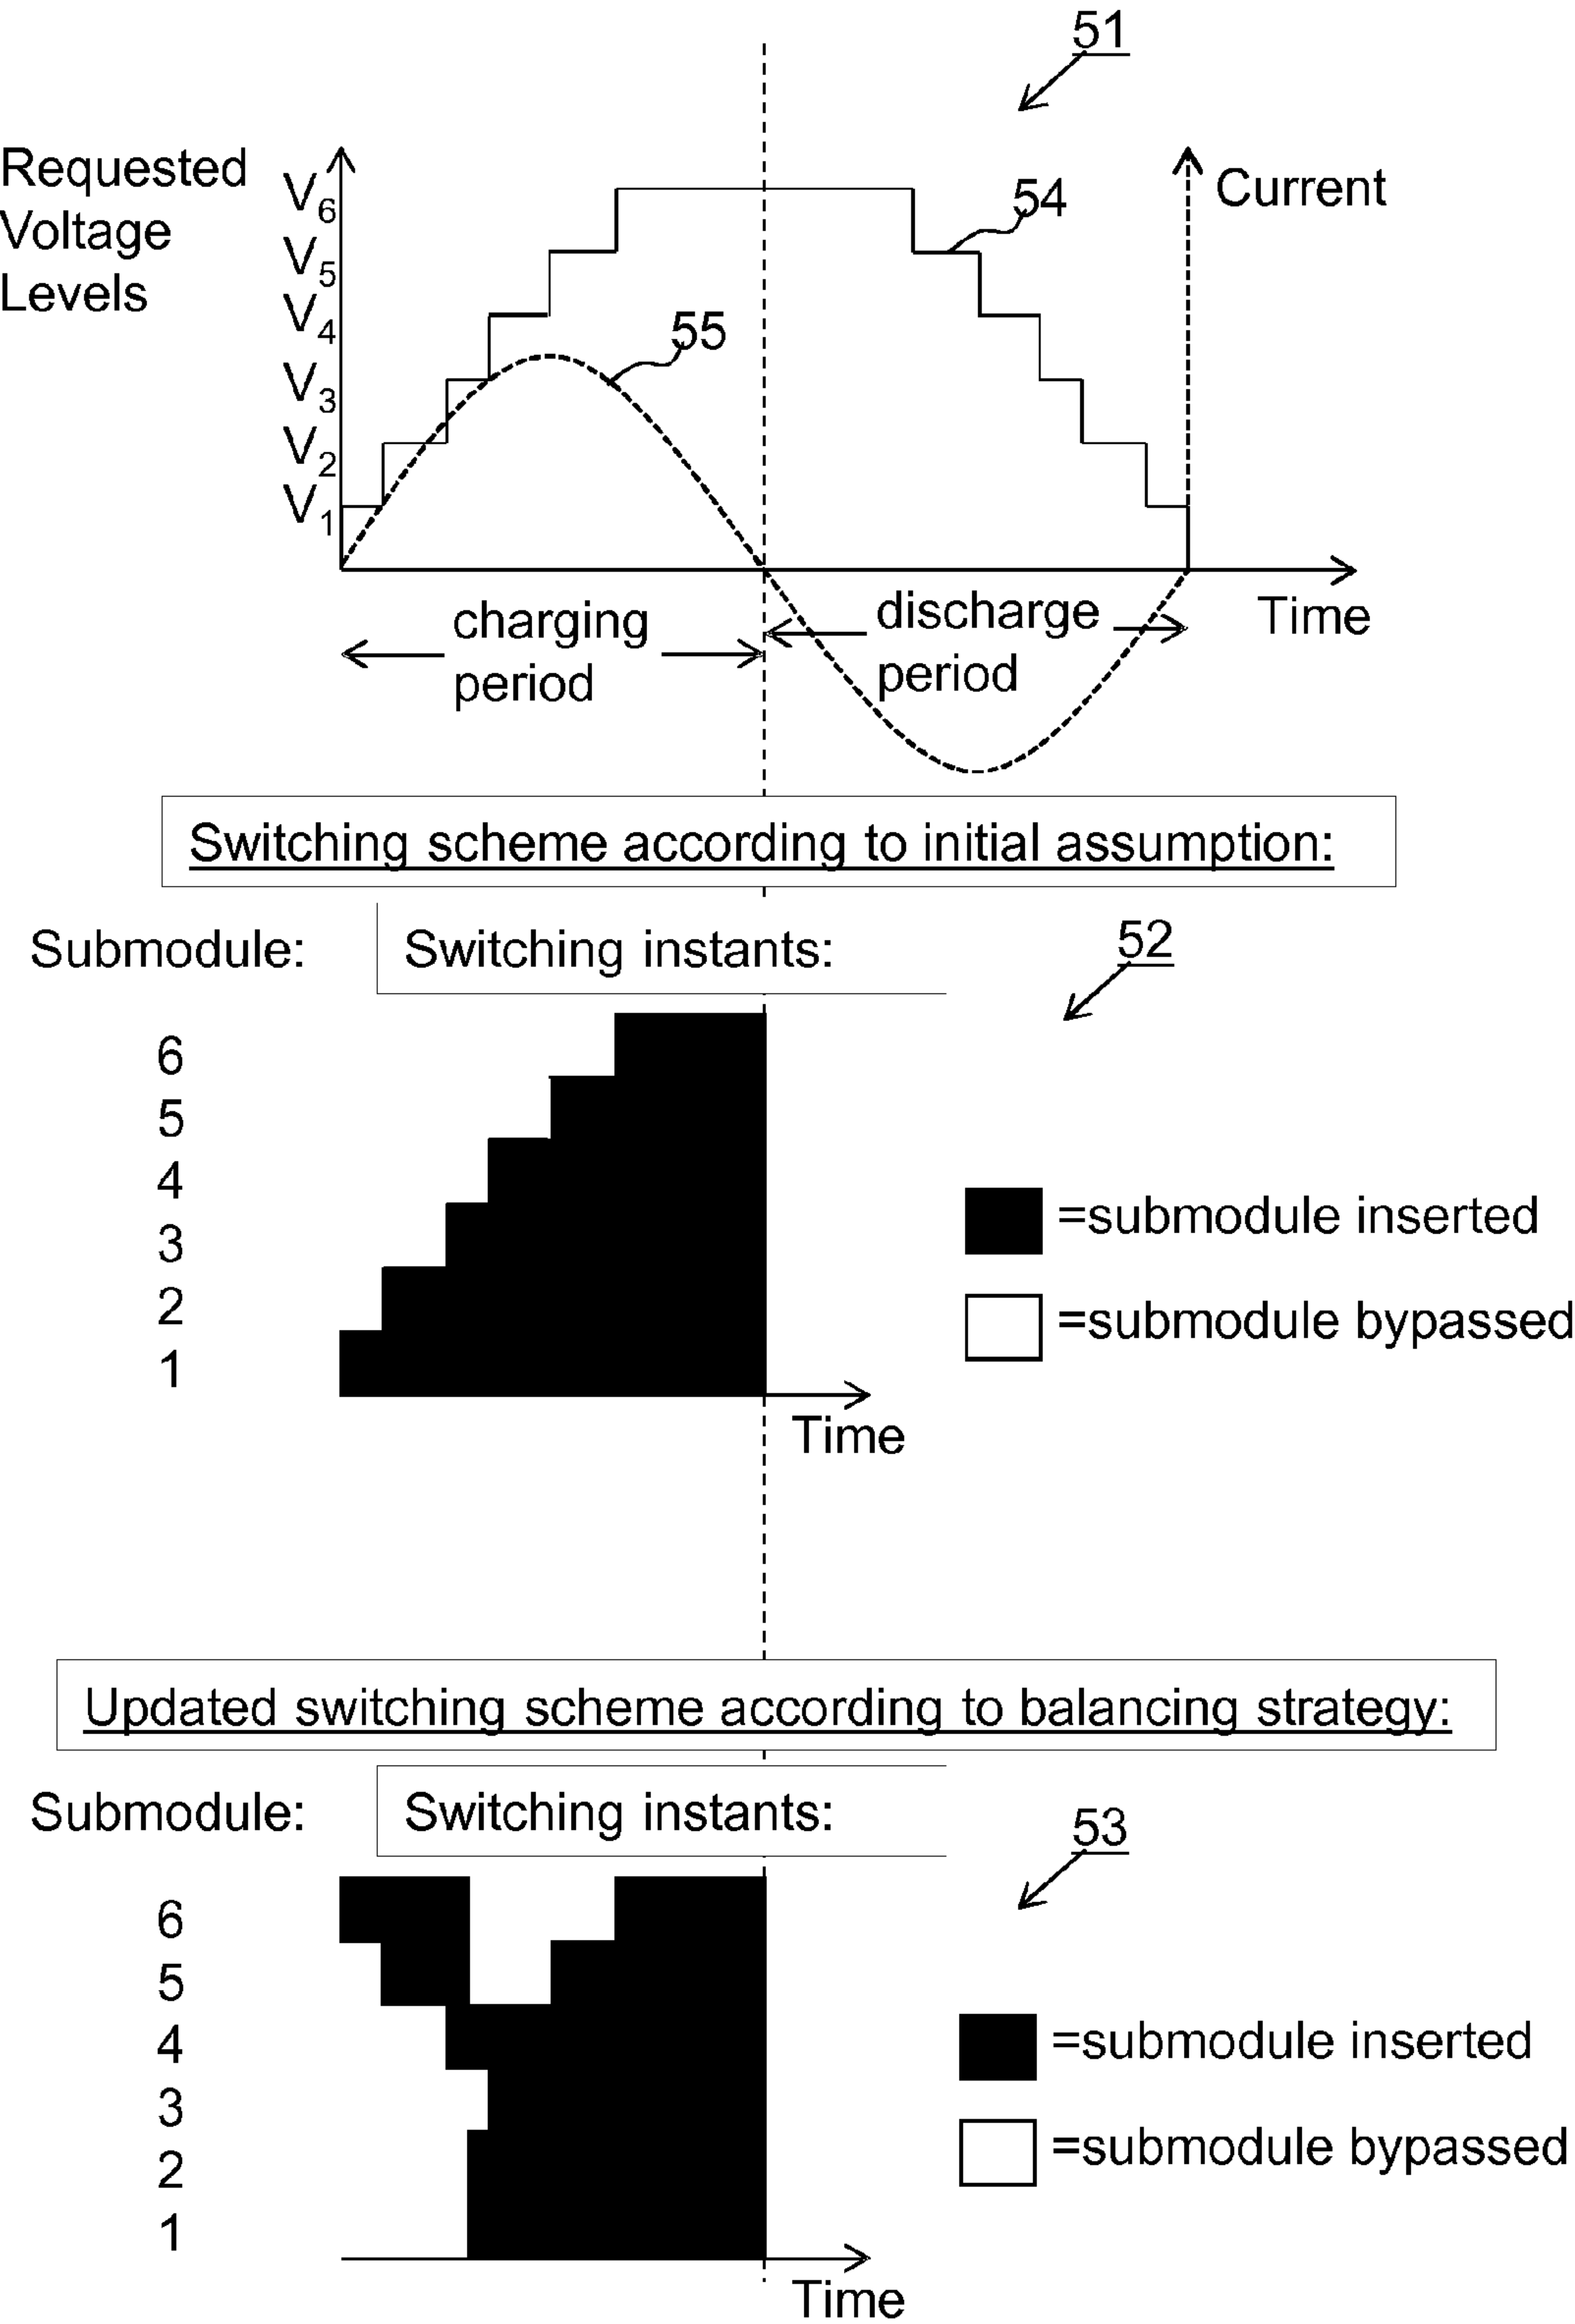 51
Requested
Voltage
Levels
V6
V5
V4
V3
V2
V1
54
55
Current
charging
period
discharge
period
Time
Switching scheme according to initial assumption:
Submodule:
Switching instants:
52
6
5
4
3
2
1
=submodule inserted
=submodule bypassed
Time
Updated switching scheme according to balancing strategy:
Submodule:
Switching instants:
53
6
5
4
3
2
1
=submodule inserted
=submodule bypassed
Time